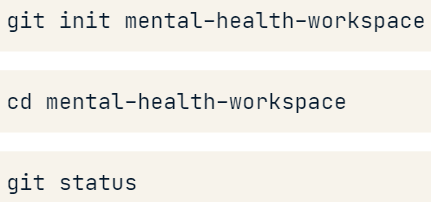 git init mental-health-workspace
cd mental-health-workspace
git status